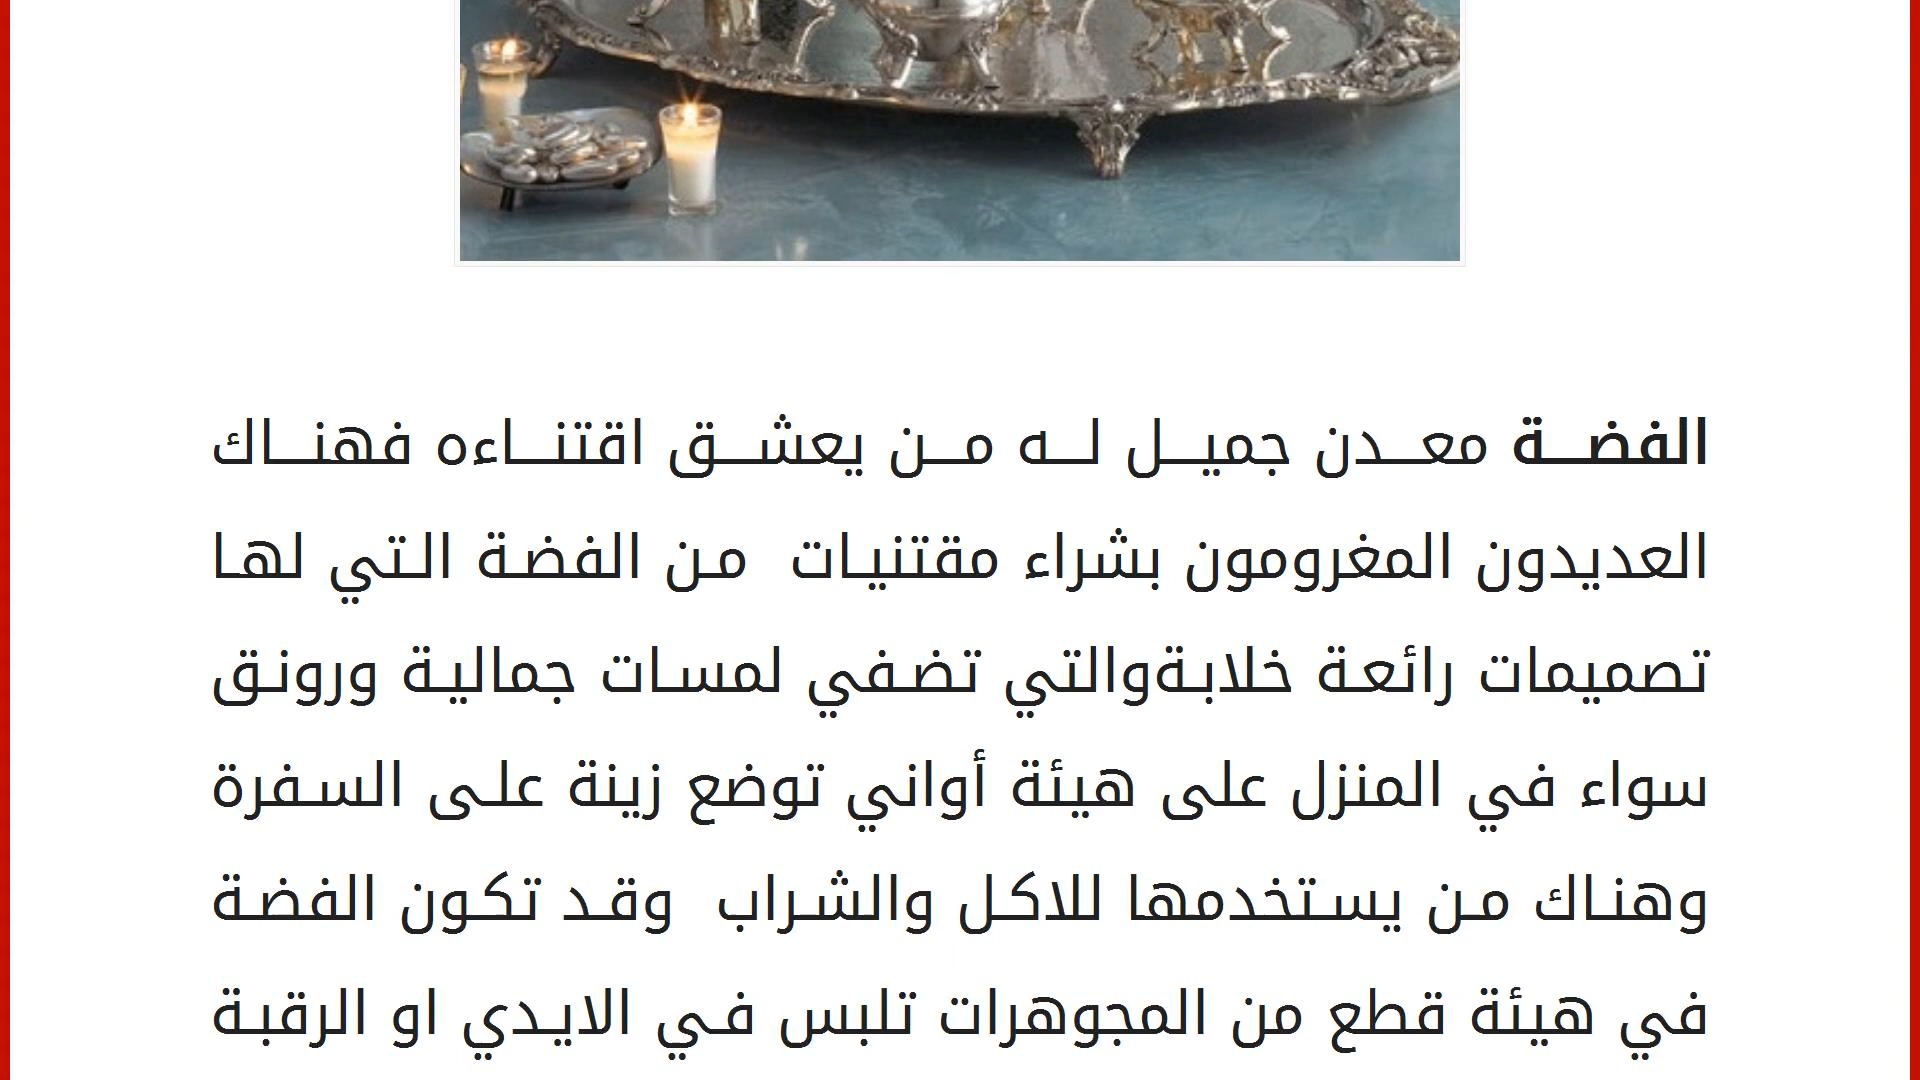 الفضة معدن جميل له من يعشق اقتناءه فهناك
العديدون المغرومون بشراء مقتنيات  من الفضة التي لها
تصميمات رائعة خلابةوالتي تضفي لمسات جمالية ورونق
سواء في المنزل على هيئة أواني توضع زينة على السفرة
وهناك من يستخدمها للاكل والشراب  وقد تكون الفضة
في هيئة قطع من المجوهرات تلبس في الايدي او الرقبة